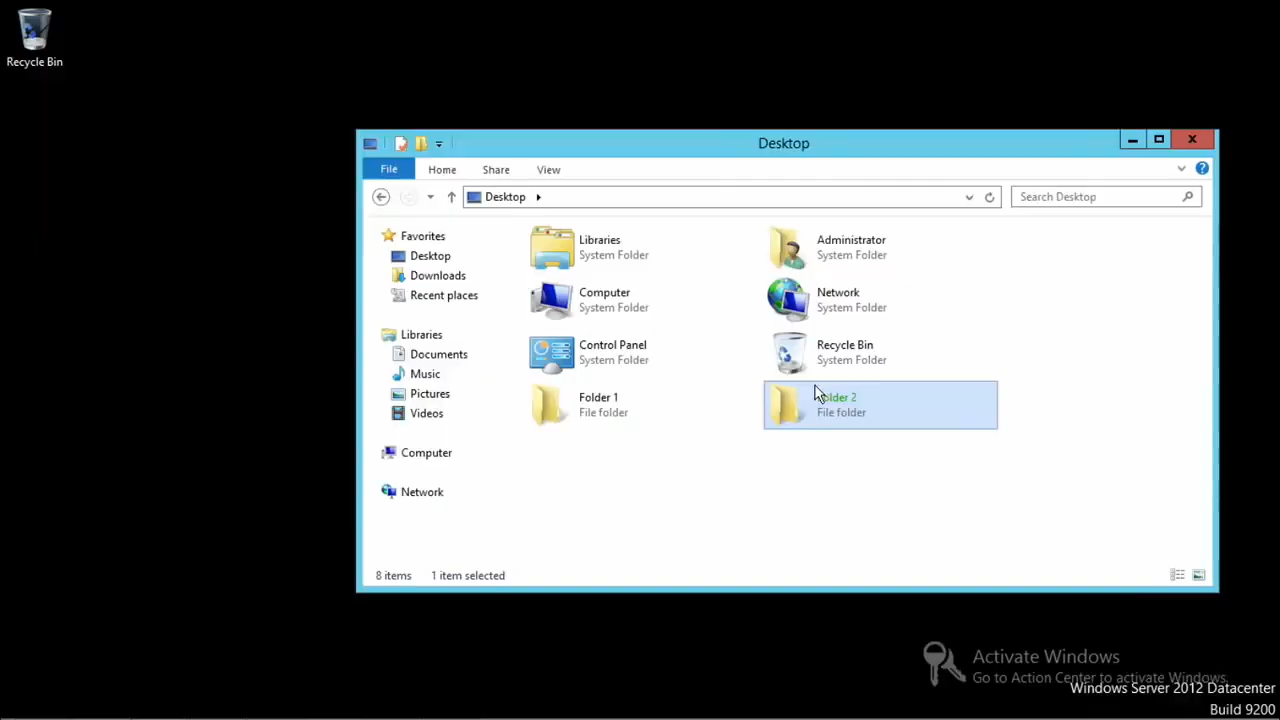 Recycle Bin
Desktop
File
Home
Share
View
Desktop
Search Desktop
Favorites
Desktop
Downloads
Recent places
Libraries
Documents
Music
Pictures
Videos
Computer
Network
Libraries
System Folder
Administrator
System Folder
Computer
System Folder
Network
System Folder
Control Panel
System Folder
Recycle Bin
System Folder
Folder 1
File folder
Folder 2
File folder
8 items
1 item selected
Activate Windows
Go to Action Center to activate Windows.
Windows Server 2012 Datacenter
Build 9200